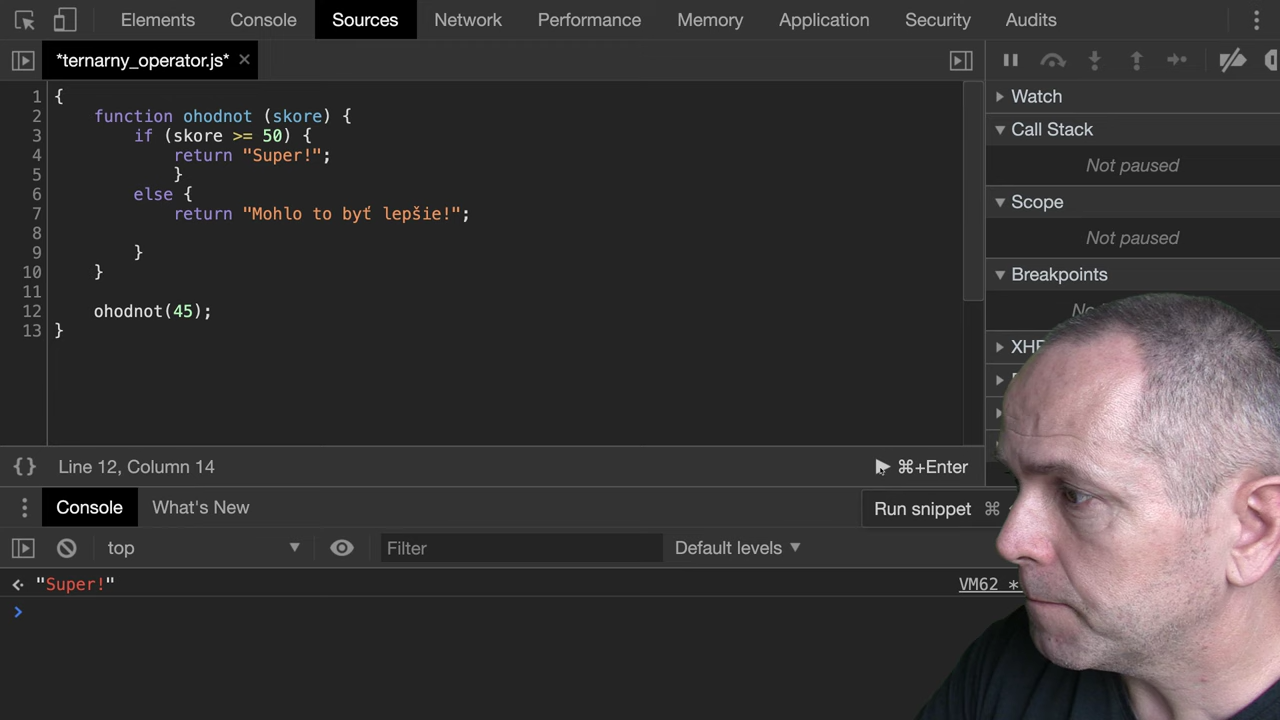 Elements Console Sources Network Performance Memory Application Security Audits
*ternarny_operator.js* ×
Watch
Call Stack
Not paused
Scope
Not paused
Breakpoints
1 {
2 function ohodnot (skore) {
3 if (skore >= 50) {
4 return "Super!";
5 }
6 else {
7 return "Mohlo to byť lepšie!";
8
9 }
10 }
11
12 ohodnot(45);
13 }
{} Line 12, Column 14 ⌘+Enter
Console What's New
Run snippet ⌘
top Filter Default levels
"Super!" VM62 *
>